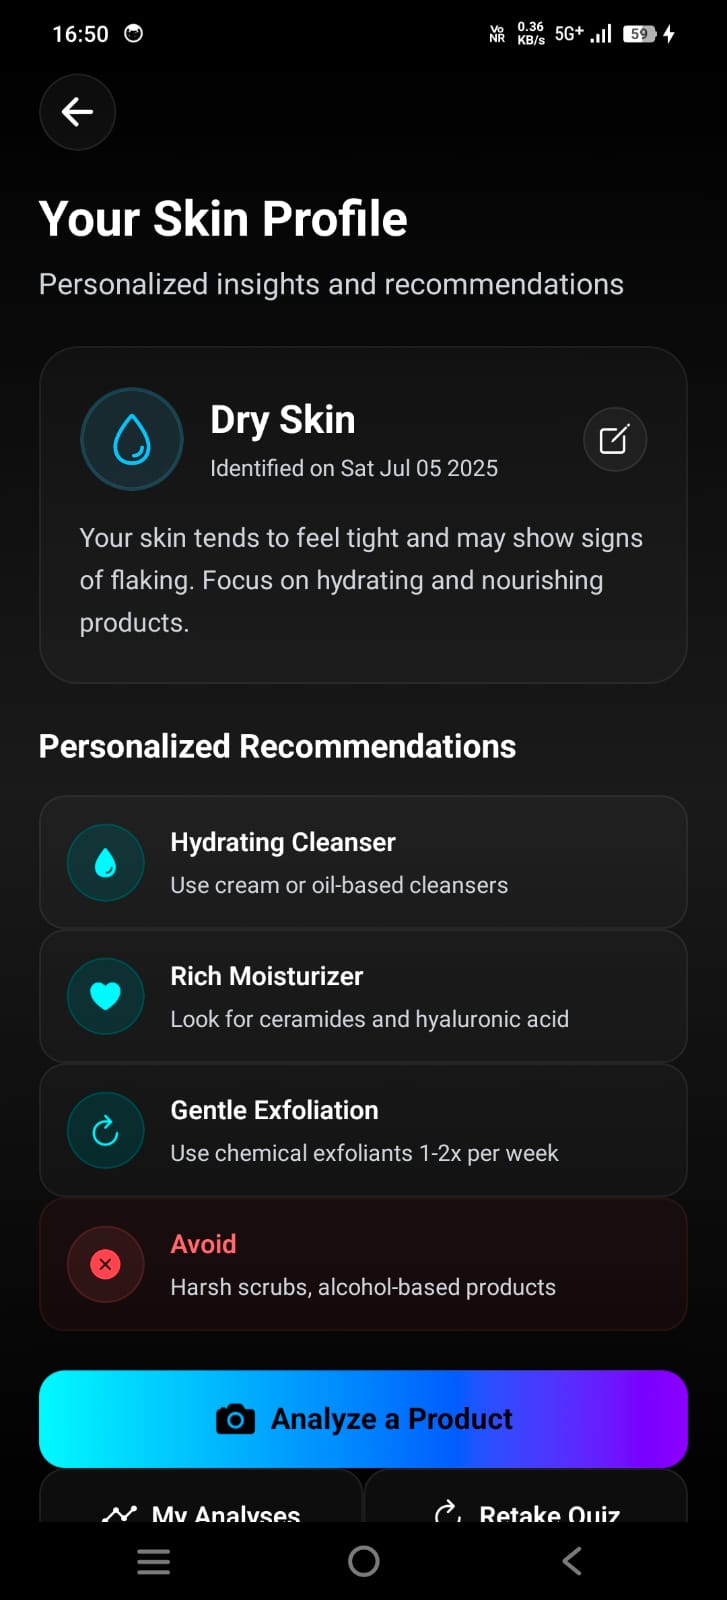 16:50
Vo
NR
0.36
KB/s
5G+
59
Your Skin Profile
Personalized insights and recommendations
Dry Skin
Identified on Sat Jul 05 2025
Your skin tends to feel tight and may show signs
of flaking. Focus on hydrating and nourishing
products.
Personalized Recommendations
Hydrating Cleanser
Use cream or oil-based cleansers
Rich Moisturizer
Look for ceramides and hyaluronic acid
Gentle Exfoliation
Use chemical exfoliants 1-2x per week
Avoid
Harsh scrubs, alcohol-based products
Analyze a Product
My Analyses
Retake Quiz